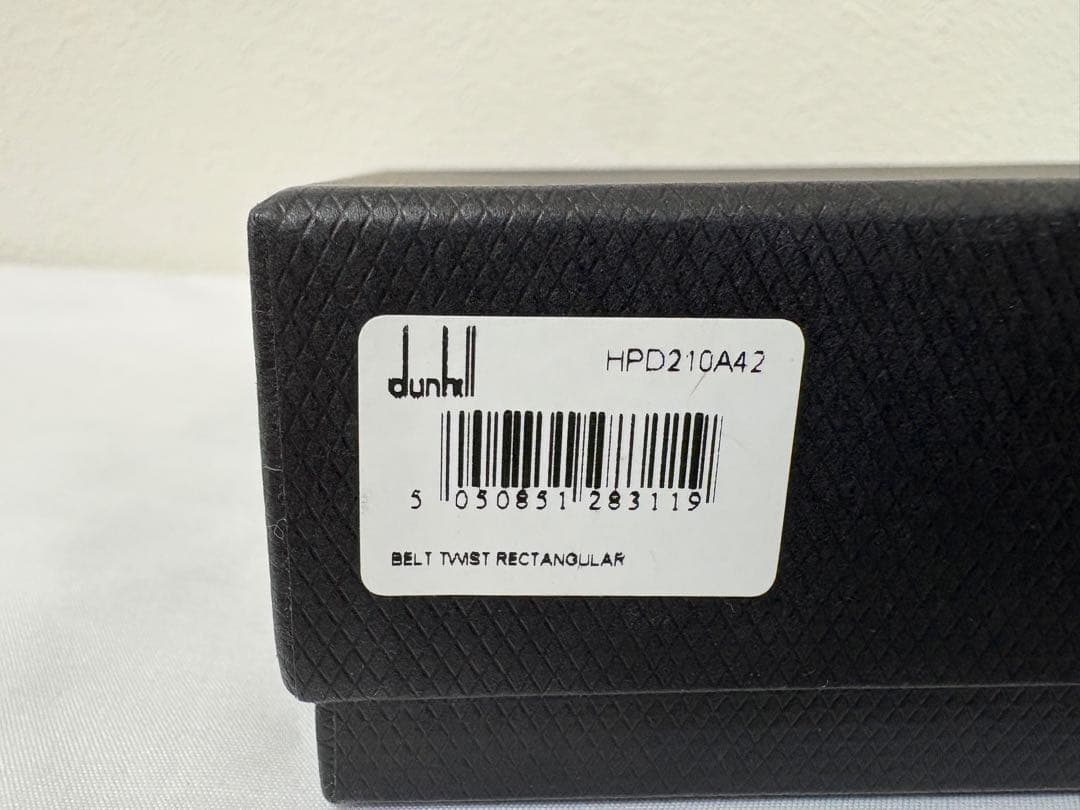 dunhill
HPD210A42
5 050851 283119
BELT TWIST RECTANGULAR